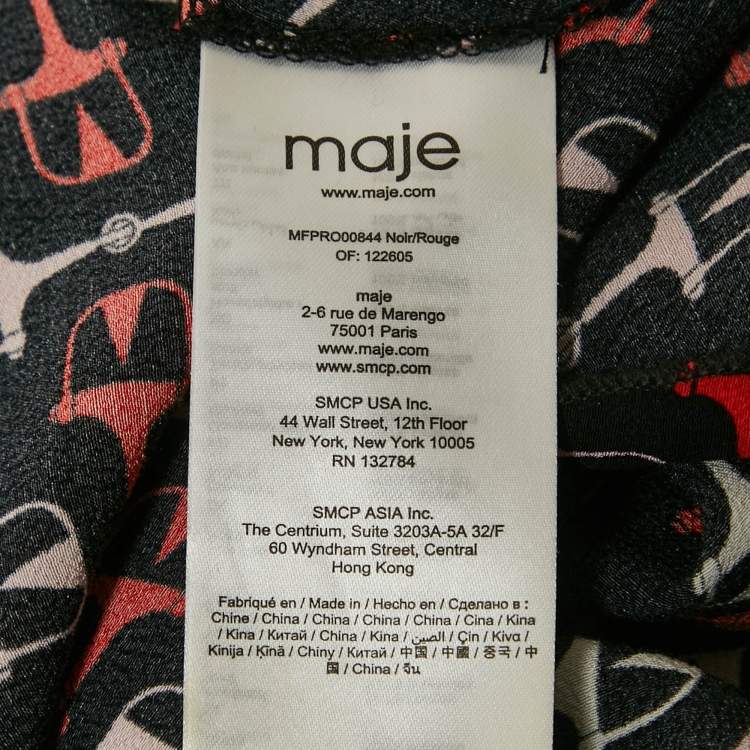 maje
www.maje.com
MFPRO00844 Noir/Rouge
OF: 122605
maje
2-6 rue de Marengo
75001 Paris
www.maje.com
www.smcp.com
SMCP USA Inc.
44 Wall Street, 12th Floor
New York, New York 10005
RN 132784
SMCP ASIA Inc.
The Centrium, Suite 3203A-5A 32/F
60 Wyndham Street, Central
Hong Kong
Fabriqué en / Made in / Hecho en / Сделано в :
Chine / China / China / China / China / Cina / Kina
/ Kina / Китай / China / Kina / الصين / Çin / Κίνα /
Kinija / Ķīnā / Chiny / Китай / 中国 / 中國 / 중국 / 中
国 / China / จีน